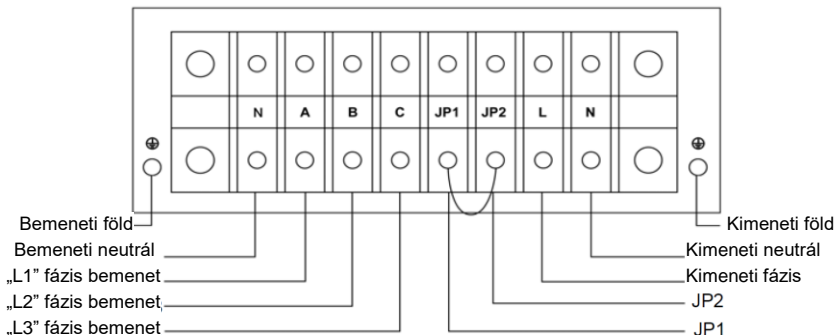 N A B C JP1 JP2 L N
Bemeneti föld
Kimeneti föld
Bemeneti neutrál
Kimeneti neutrál
„L1” fázis bemenet
Kimeneti fázis
„L2” fázis bemenet
JP2
„L3” fázis bemenet
JP1